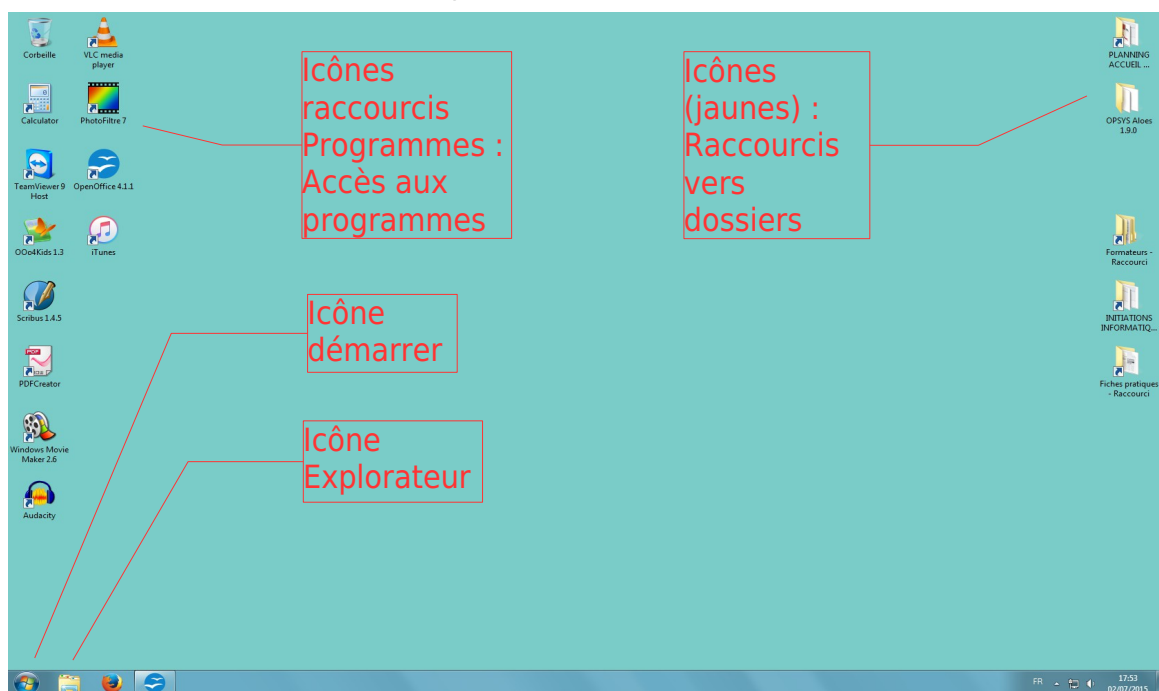 Corbeille
VLC media
player
Calculator
PhotoFiltre 7
TeamViewer 9
Host
OpenOffice 4.1.1
OOo4Kids 1.3
iTunes
Scribus 1.4.5
PDF
PDFCreator
Windows Movie
Maker 2.6
Audacity
Icônes
raccourcis
Programmes :
Accès aux
programmes
Icônes
(jaunes) :
Raccourcis
vers
dossiers
Icône
démarrer
Icône
Explorateur
PLANNING
ACCUEIL ...
OPSYS Aloes
1.9.0
Formateurs -
Raccourci
INITIATIONS
INFORMATIQ...
Fiches pratiques
- Raccourci
FR
17:53
02/07/2015